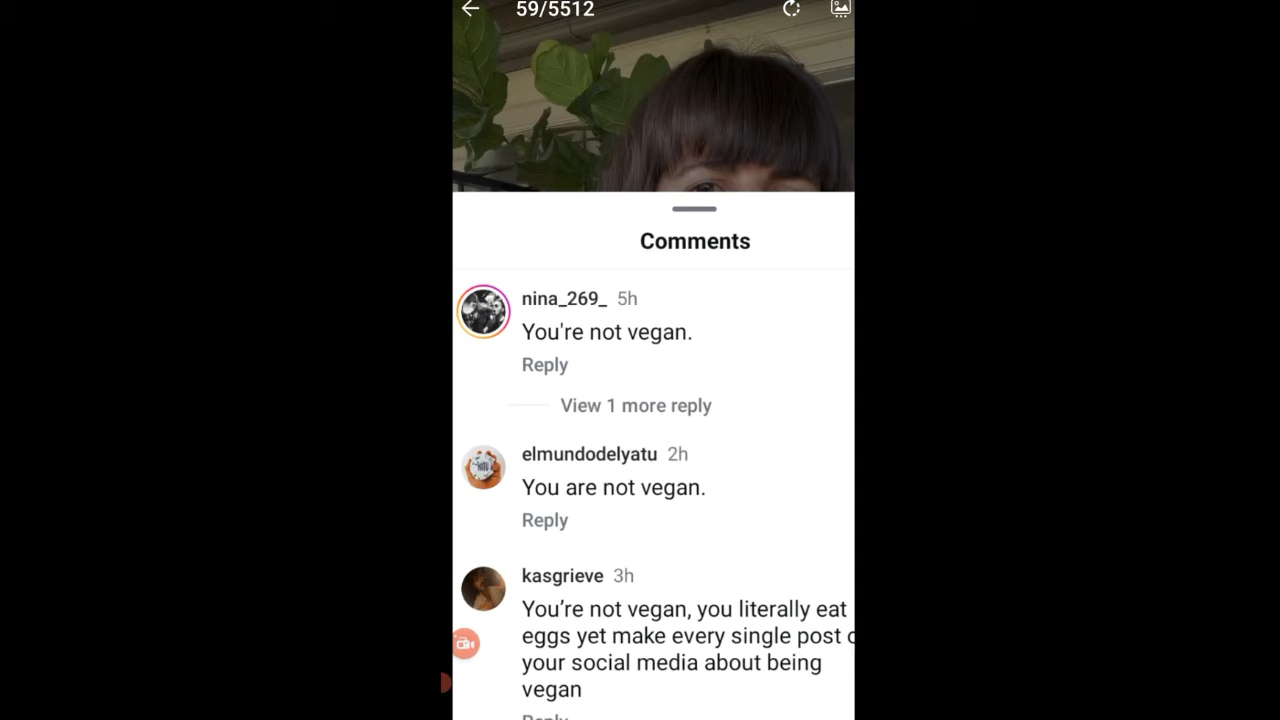 59/5512
Comments
nina_269_ 5h
You're not vegan.
Reply
View 1 more reply
elmundodelyatu 2h
You are not vegan.
Reply
kasgrieve 3h
You’re not vegan, you literally eat
eggs yet make every single post
your social media about being
vegan
Reply